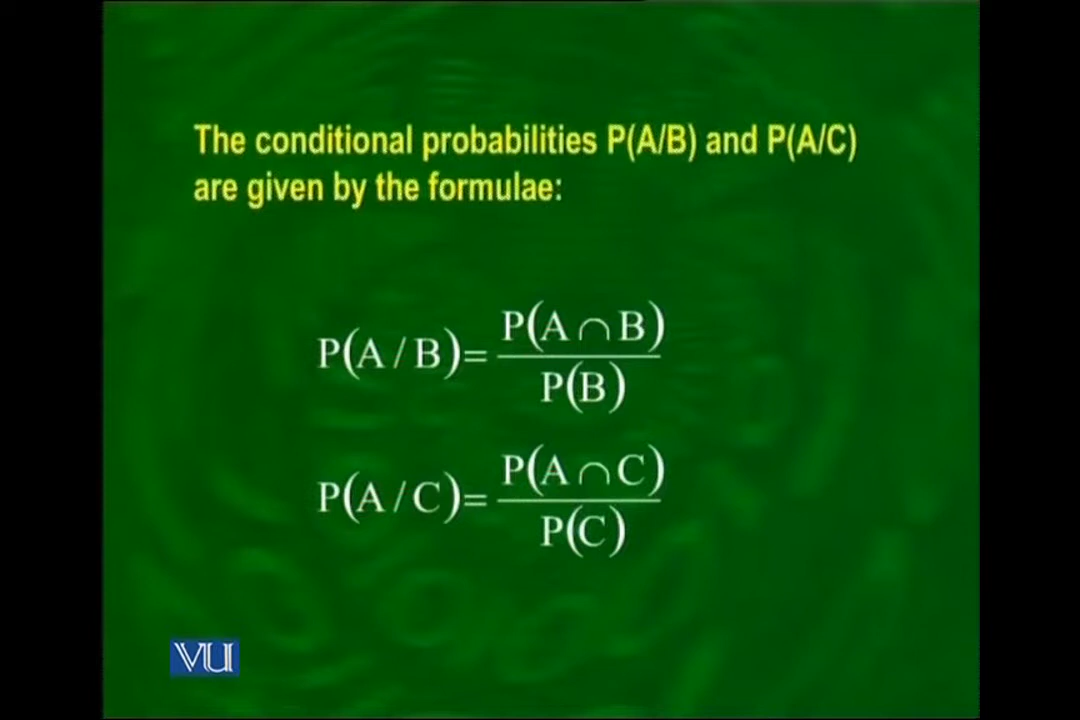 The conditional probabilities P(A/B) and P(A/C)
are given by the formulae:
P(A / B) = P(A ∩ B) / P(B)
P(A / C) = P(A ∩ C) / P(C)
VU